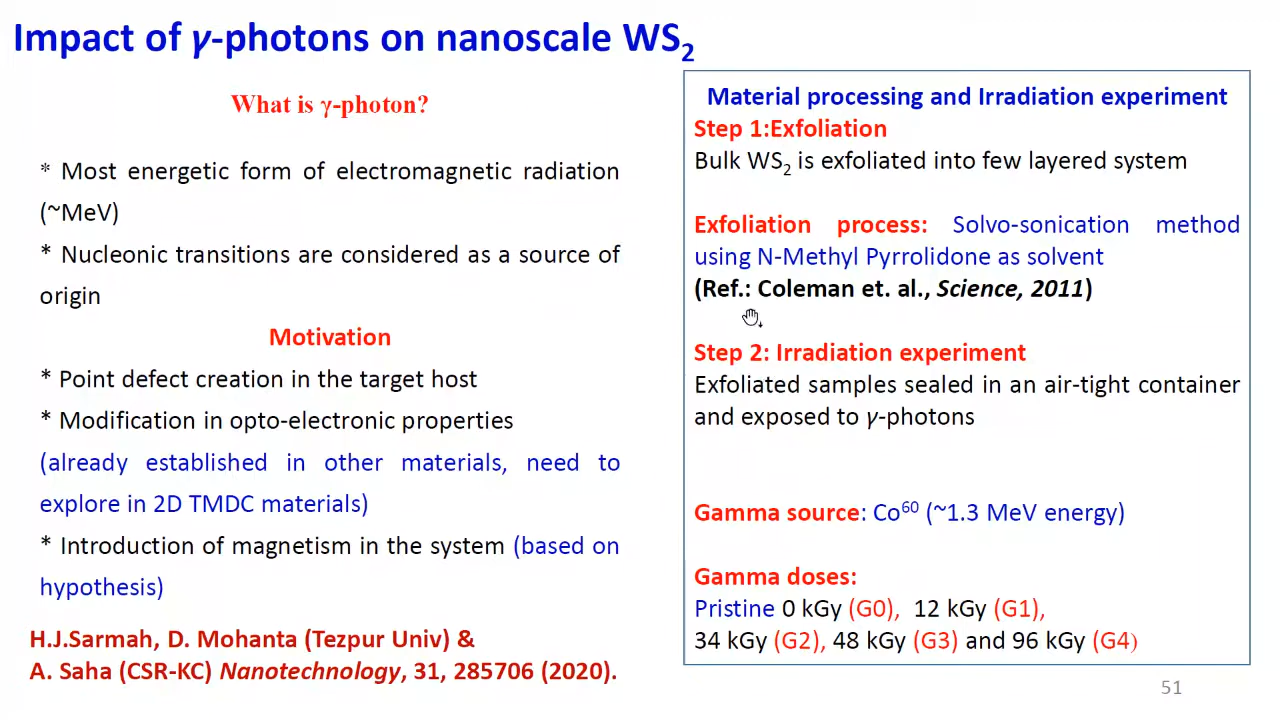 Impact of γ-photons on nanoscale WS2
What is γ-photon?
* Most energetic form of electromagnetic radiation
(~MeV)
* Nucleonic transitions are considered as a source of
origin
Motivation
* Point defect creation in the target host
* Modification in opto-electronic properties
(already established in other materials, need to
explore in 2D TMDC materials)
* Introduction of magnetism in the system (based on
hypothesis)
H.J.Sarmah, D. Mohanta (Tezpur Univ) &
A. Saha (CSR-KC) Nanotechnology, 31, 285706 (2020).
Material processing and Irradiation experiment
Step 1:Exfoliation
Bulk WS2 is exfoliated into few layered system
Exfoliation process: Solvo-sonication method
using N-Methyl Pyrrolidone as solvent
(Ref.: Coleman et. al., Science, 2011)
Step 2: Irradiation experiment
Exfoliated samples sealed in an air-tight container
and exposed to γ-photons
Gamma source: Co60 (~1.3 MeV energy)
Gamma doses:
Pristine 0 kGy (G0), 12 kGy (G1),
34 kGy (G2), 48 kGy (G3) and 96 kGy (G4)
51